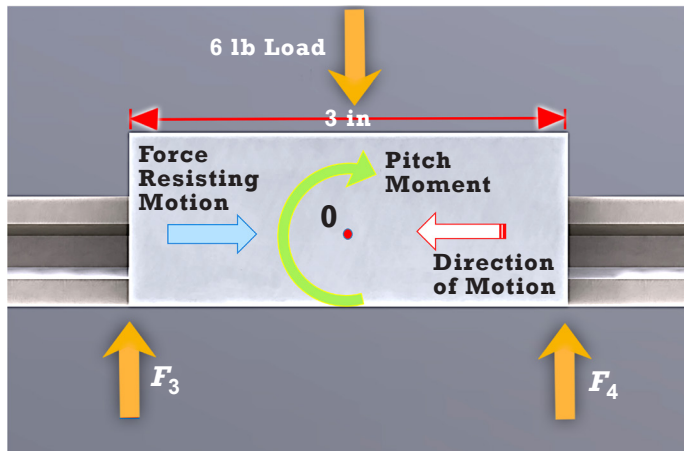 6 lb Load
3 in
Force
Resisting
Motion
Pitch
Moment
0
Direction
of Motion
F3
F4